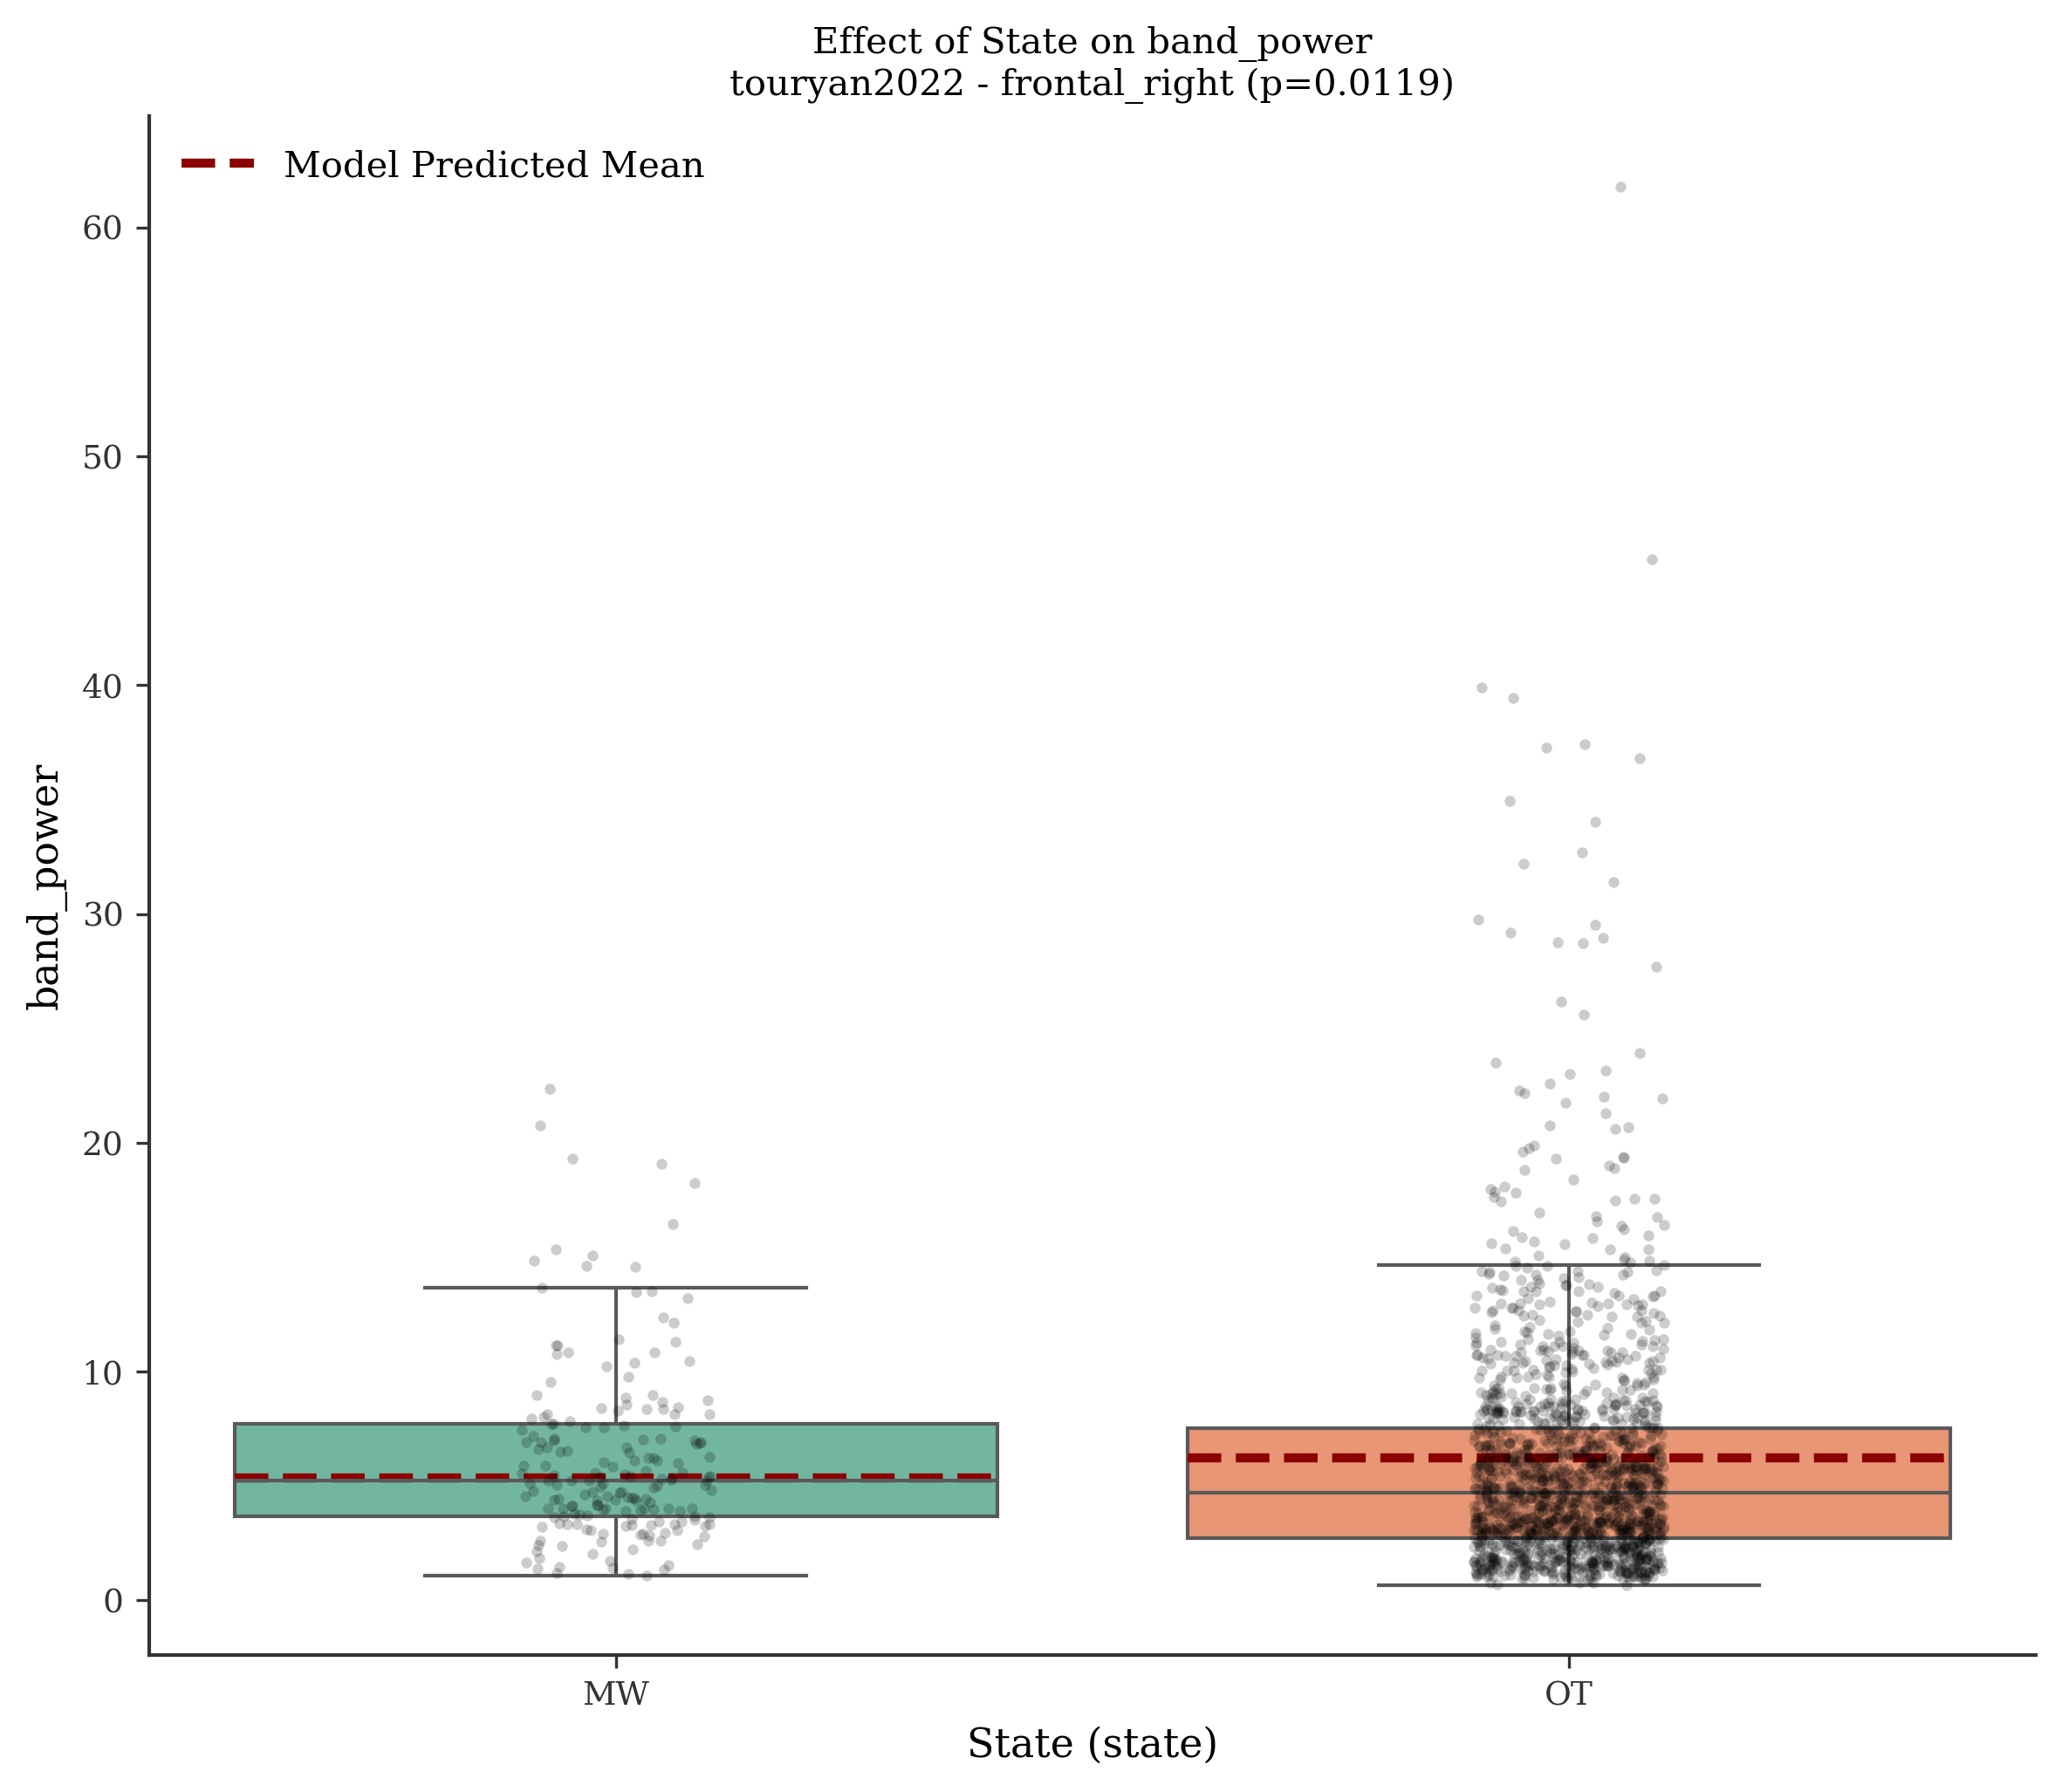 Effect of State on band_power
touryan2022 - frontal_right (p=0.0119)
Model Predicted Mean
60
50
40
30
20
10
0
band_power
MW
OT
State (state)